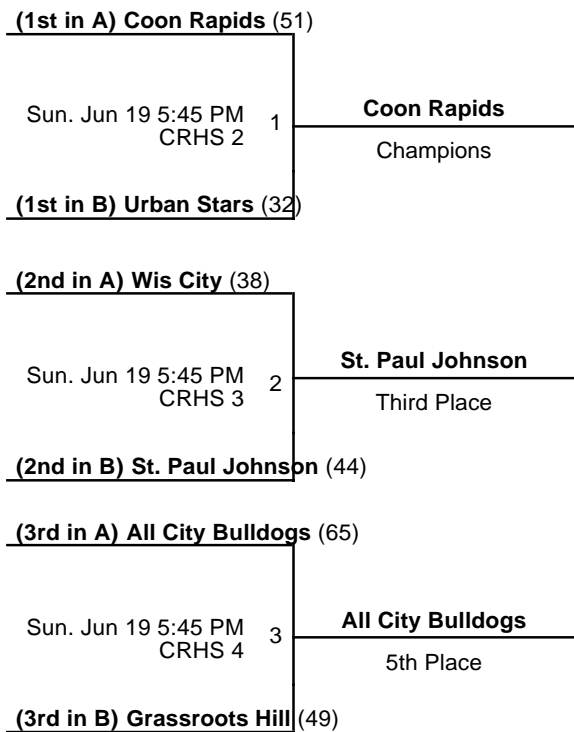 (1st in A) Coon Rapids (51)
Sun. Jun 19 5:45 PM
CRHS 2
1
Coon Rapids
Champions
(1st in B) Urban Stars (32)
(2nd in A) Wis City (38)
Sun. Jun 19 5:45 PM
CRHS 3
2
St. Paul Johnson
Third Place
(2nd in B) St. Paul Johnson (44)
(3rd in A) All City Bulldogs (65)
Sun. Jun 19 5:45 PM
CRHS 4
3
All City Bulldogs
5th Place
(3rd in B) Grassroots Hill (49)